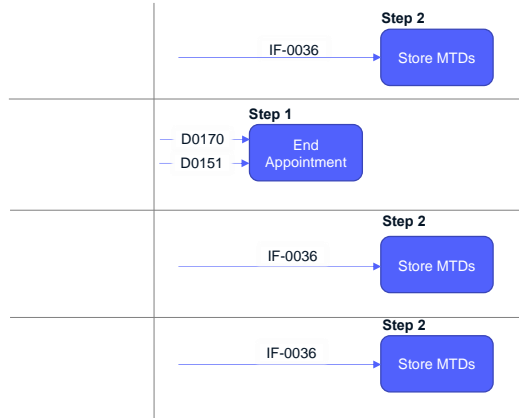 Step 2
IF-0036
Store MTDs
Step 1
D0170
D0151
End
Appointment
Step 2
IF-0036
Store MTDs
Step 2
IF-0036
Store MTDs